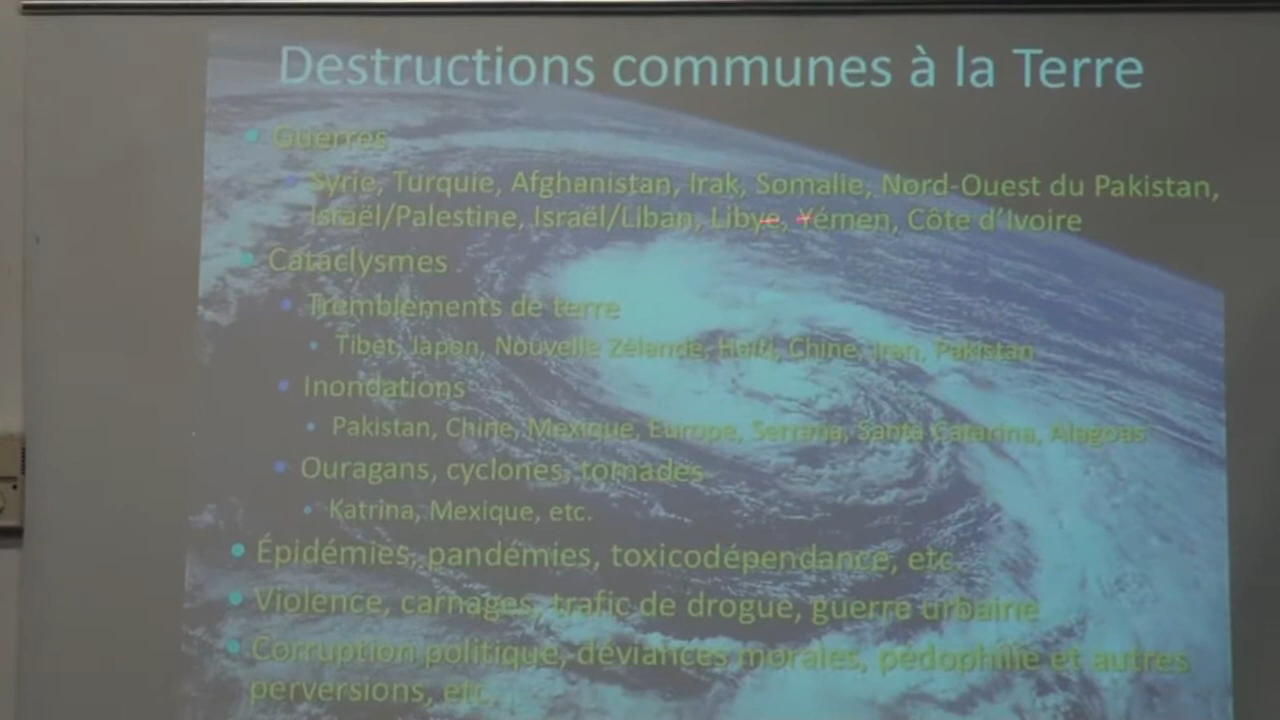 Destructions communes à la Terre
• Guerres
• Syrie, Turquie, Afghanistan, Irak, Somalie, Nord-Ouest du Pakistan,
Israël/Palestine, Israël/Liban, Libye, Yémen, Côte d'Ivoire
• Cataclysmes
• Tremblements de terre
• Tibet, Japon, Nouvelle Zélande, Haïti, Chine, Iran, Pakistan
• Inondations
• Pakistan, Chine, Mexique, Europe, Serrana, Santa Catarina, Alagoas
• Ouragans, cyclones, tornades
• Katrina, Mexique, etc.
• Épidémies, pandémies, toxicodépendance, etc.
• Violence, carnages, trafic de drogue, guerre urbaine
• Corruption politique, déviances morales, pédophilie et autres
perversions, etc.